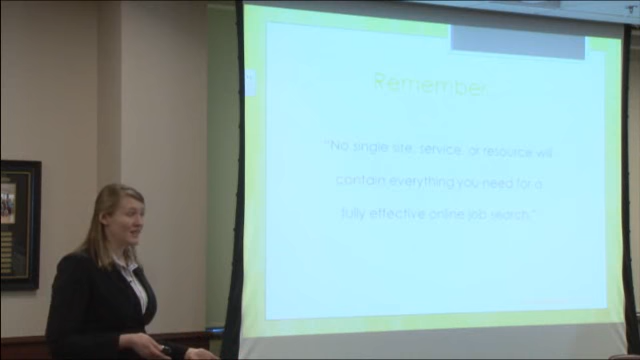 Remember...
"No single site, service, or resource will
contain everything you need for a
fully effective online job search."